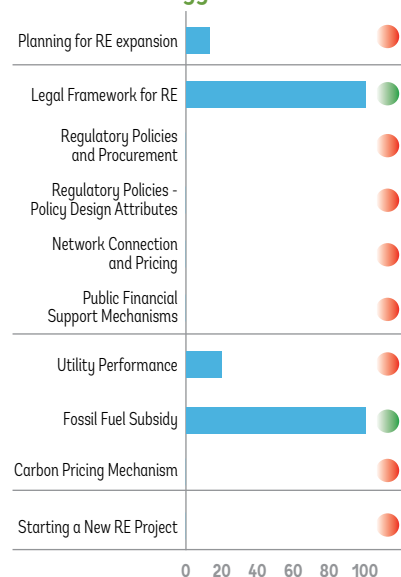 Planning for RE expansion
Legal Framework for RE
Regulatory Policies
and Procurement
Regulatory Policies -
Policy Design Attributes
Network Connection
and Pricing
Public Financial
Support Mechanisms
Utility Performance
Fossil Fuel Subsidy
Carbon Pricing Mechanism
Starting a New RE Project
0 20 40 60 80 100